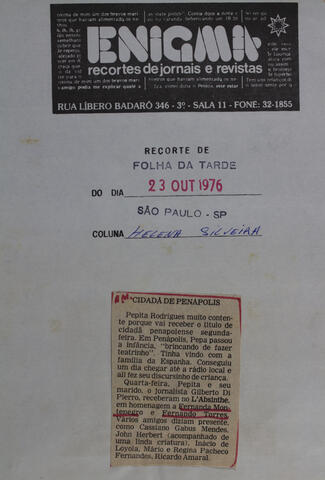 ENIGMA
recortes de jornais e revistas
RUA LÍBERO BADARÓ 346 - 3º - SALA 11 - FONE: 32-1855
RECORTE DE
FOLHA DA TARDE
DO DIA 23 OUT 1976
SÃO PAULO - SP
COLUNA HELENA SILVEIRA
CIDADÃ DE PENÁPOLIS
Pepita Rodrigues muito conten-
te porque vai receber o título de
cidadã penapolense segunda-
feira. Em Penápolis, Pepa passou
a infância, "brincando de fazer
teatrinho". Tinha vindo com a
família da Espanha. Conseguiu
um dia chegar até a rádio local e
ali fez seu discursinho de criança.
Quarta-feira, Pepita e seu
marido, o jornalista Gilberto Di
Pierro, receberam no L'Absinthe,
em homenagem a Fernanda Mon-
tenegro e Fernando Torres.
Vários amigos diziam presente,
como Cassiano Gabus Mendes,
John Herbert (acompanhado de
uma linda criatura). Inácio de
Loyola, Mário e Regina Pacheco
Fernandes, Ricardo Amaral.